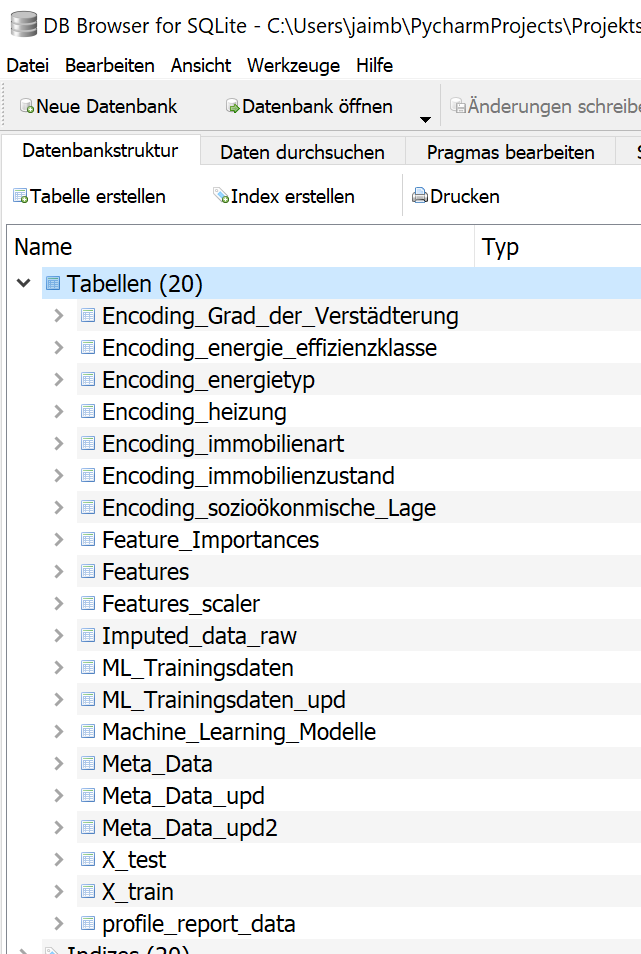 DB Browser for SQLite - C:\Users\jaimb\PycharmProjects\Projekts
Datei Bearbeiten Ansicht Werkzeuge Hilfe
Neue Datenbank Datenbank öffnen Änderungen schreibe
Datenbankstruktur Daten durchsuchen Pragmas bearbeiten S
Tabelle erstellen Index erstellen Drucken
Name Typ
Tabellen (20)
Encoding_Grad_der_Verstädterung
Encoding_energie_effizienzklasse
Encoding_energietyp
Encoding_heizung
Encoding_immobilienart
Encoding_immobilienzustand
Encoding_sozioökonmische_Lage
Feature_Importances
Features
Features_scaler
Imputed_data_raw
ML_Trainingsdaten
ML_Trainingsdaten_upd
Machine_Learning_Modelle
Meta_Data
Meta_Data_upd
Meta_Data_upd2
X_test
X_train
profile_report_data
Indizes (20)